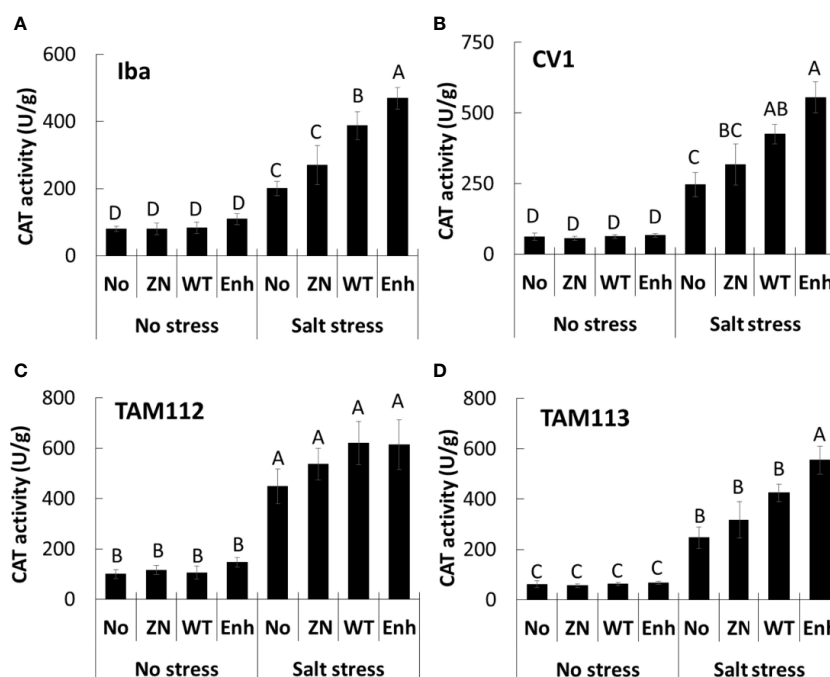 A
Iba
CAT activity (U/g)
600
400
200
0
D D D D C C B A
No ZN WT Enh No ZN WT Enh
No stress Salt stress
B
CV1
CAT activity (U/g)
750
500
250
0
D D D D C BC AB A
No ZN WT Enh No ZN WT Enh
No stress Salt stress
C
TAM112
CAT activity (U/g)
800
600
400
200
0
B B B B A A A A
No ZN WT Enh No ZN WT Enh
No stress Salt stress
D
TAM113
CAT activity (U/g)
800
600
400
200
0
C C C C B B B A
No ZN WT Enh No ZN WT Enh
No stress Salt stress